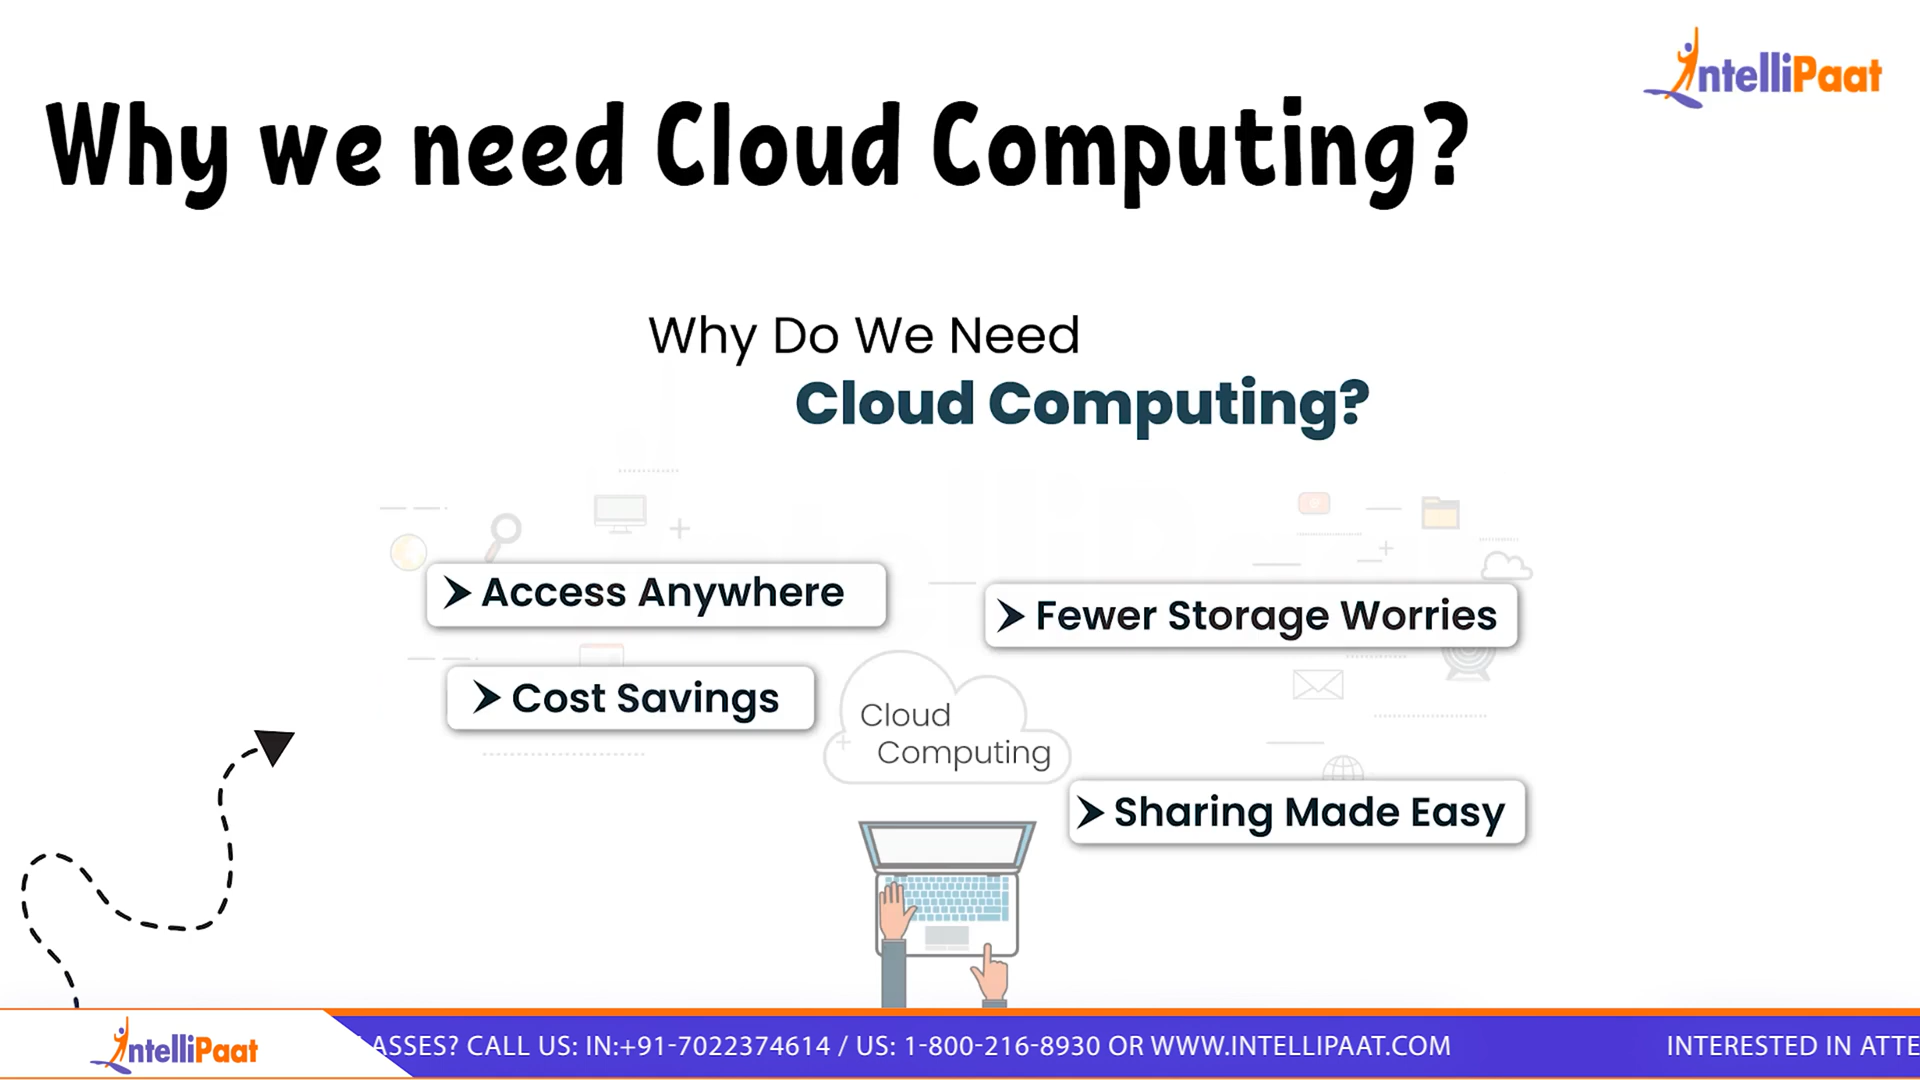 IntelliPaat
Why we need Cloud Computing?
Why Do We Need
Cloud Computing?
Access Anywhere
Fewer Storage Worries
Cost Savings
Cloud
Computing
Sharing Made Easy
IntelliPaat
ASSES? CALL US: IN:+91-7022374614 / US: 1-800-216-8930 OR WWW.INTELLIPAAT.COM
INTERESTED IN ATTE